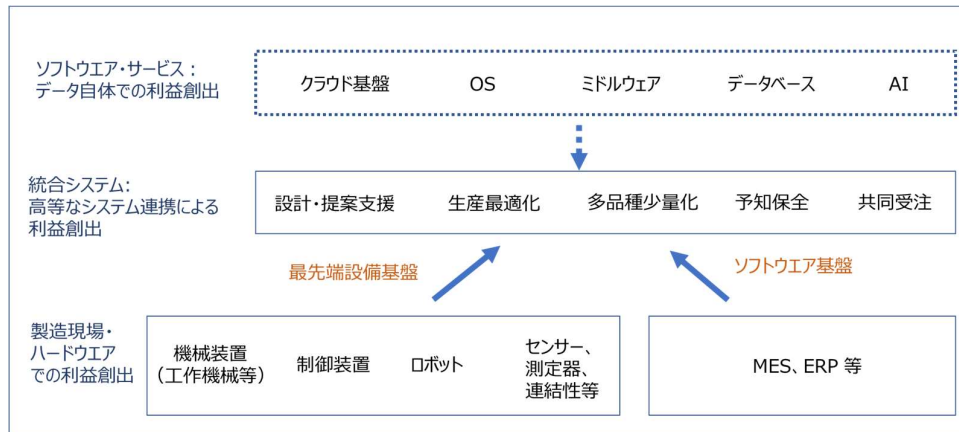 ソフトウエア・サービス：
データ自体での利益創出
クラウド基盤 OS ミドルウェア データベース AI
統合システム:
高等なシステム連携による
利益創出
設計・提案支援 生産最適化 多品種少量化 予知保全 共同受注
最先端設備基盤
ソフトウエア基盤
製造現場・
ハードウエア
での利益創出
機械装置
（工作機械等）
制御装置
ロボット
センサー、
測定器、
連結性等
MES、ERP 等